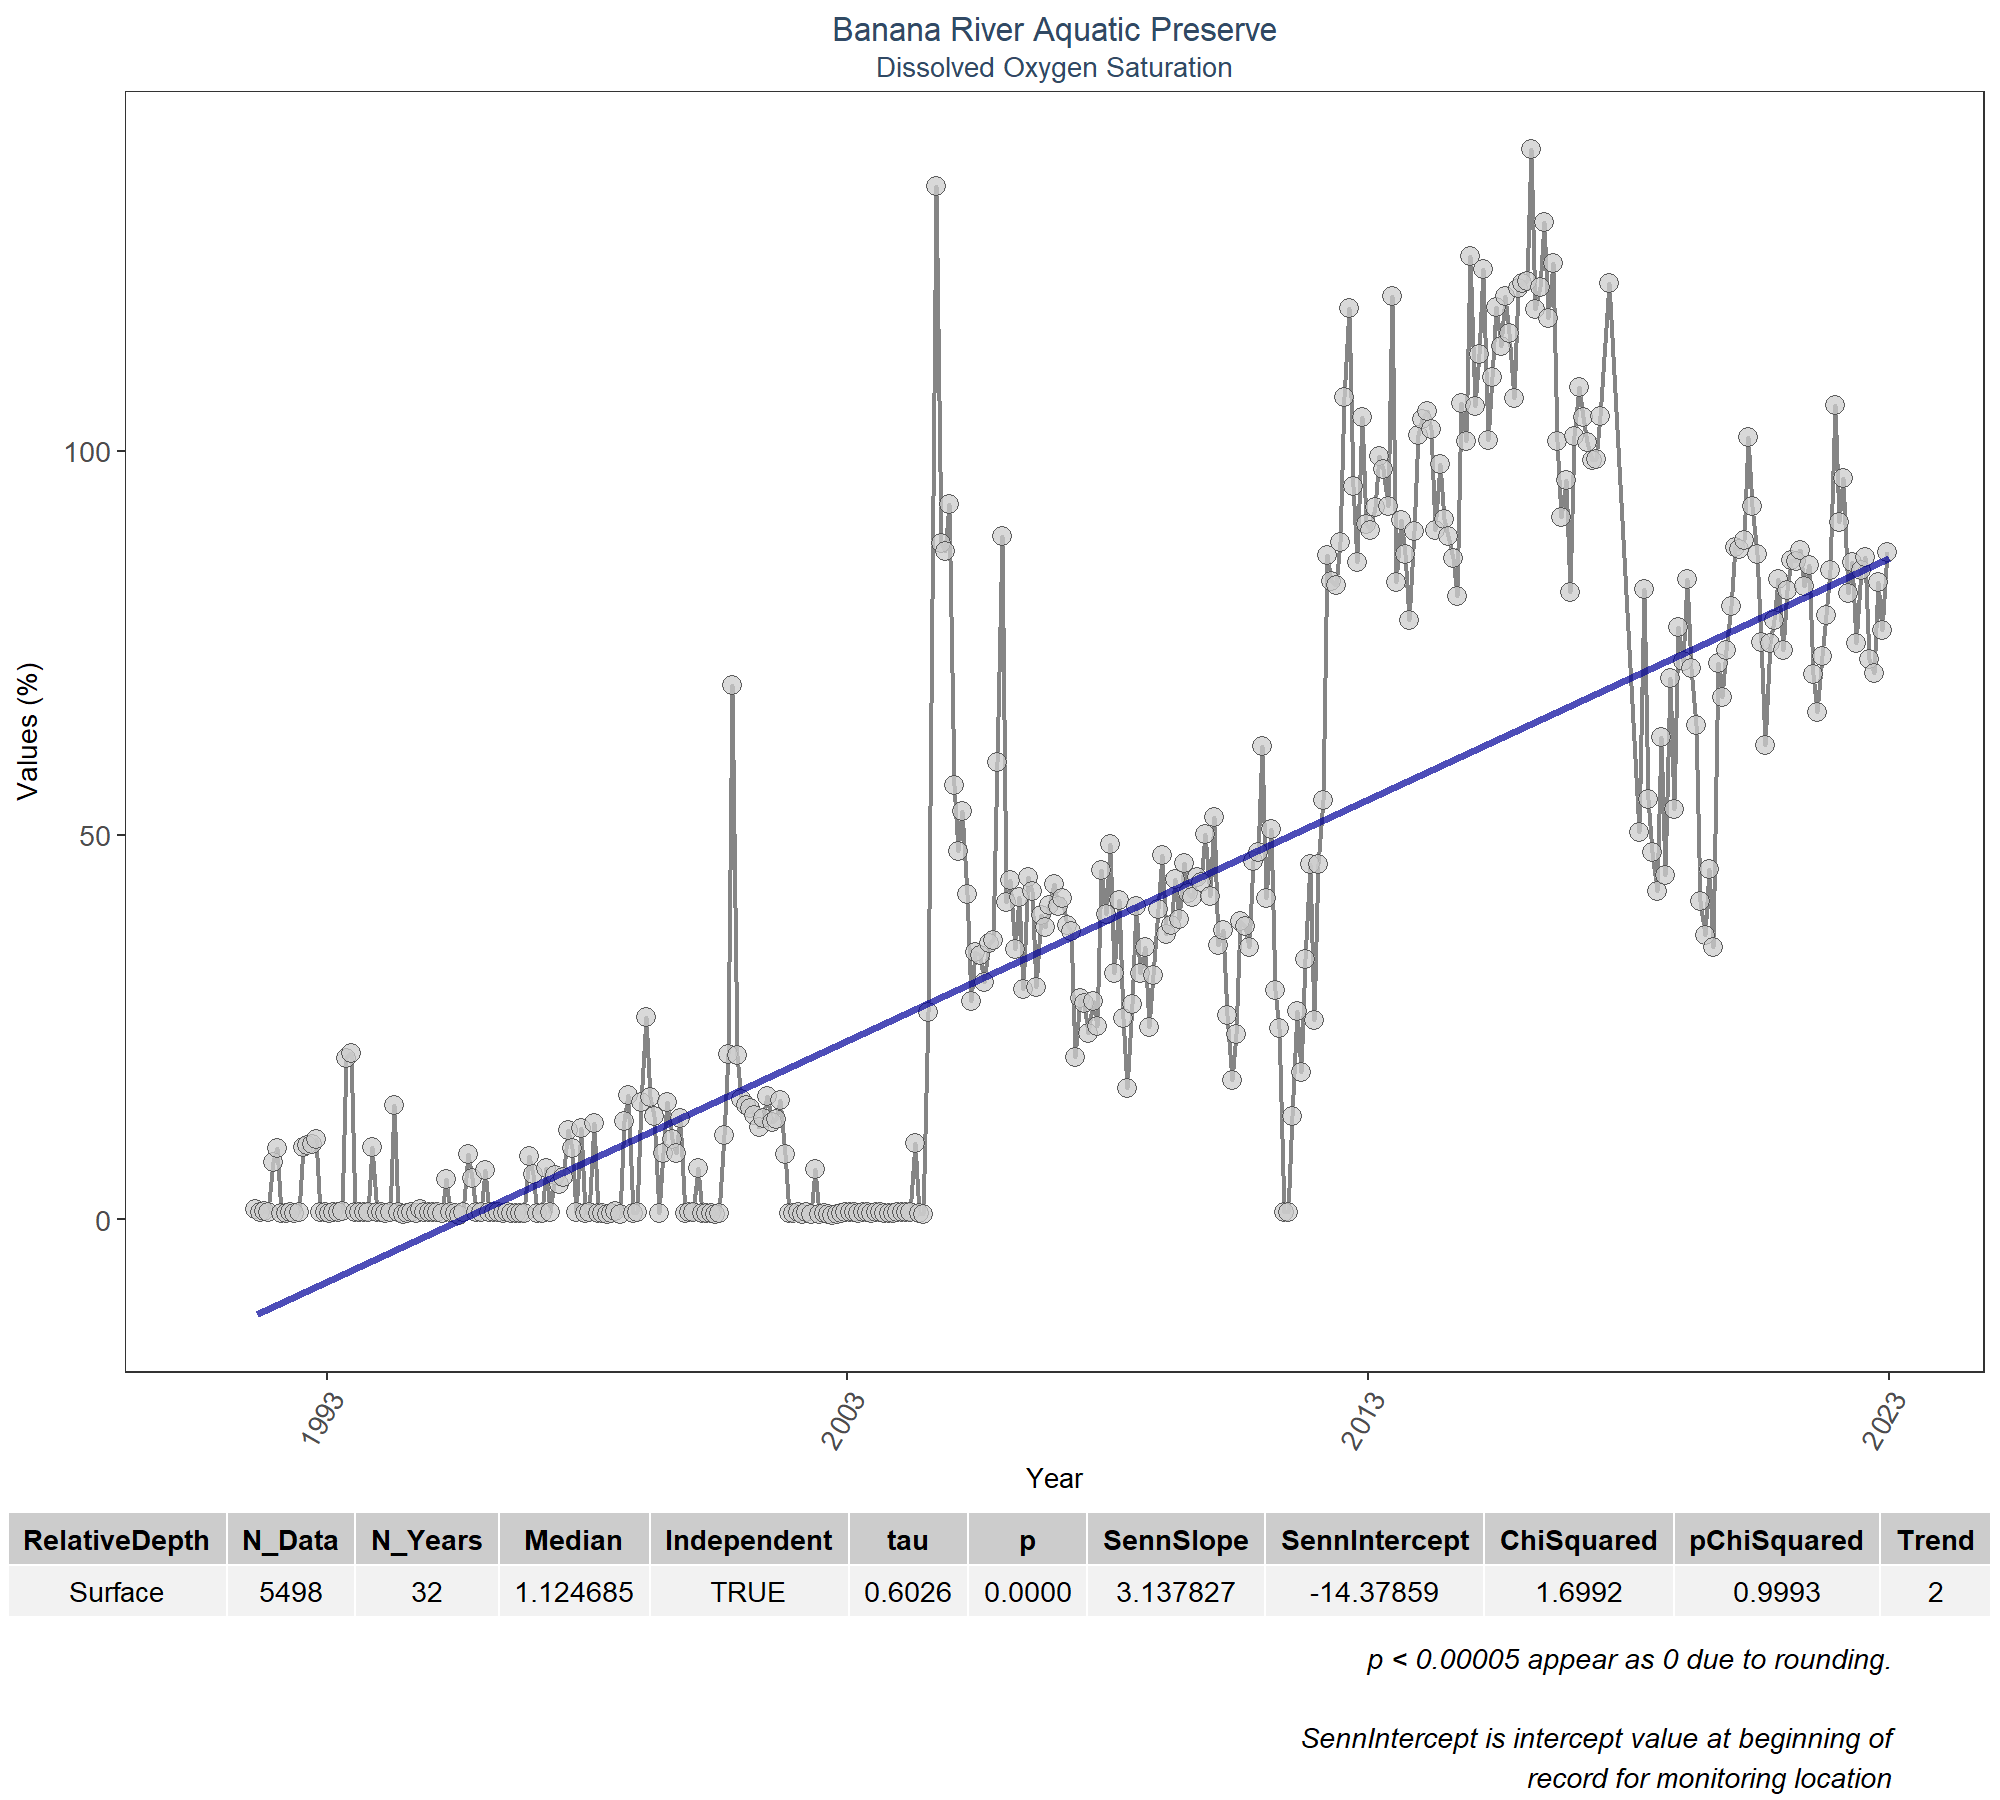 Banana River Aquatic Preserve
Dissolved Oxygen Saturation
Values (%)
100
50
0
1993
2003
2013
2023
Year
RelativeDepth N_Data N_Years Median Independent tau p SennSlope SennIntercept ChiSquared pChiSquared Trend
Surface 5498 32 1.124685 TRUE 0.6026 0.0000 3.137827 -14.37859 1.6992 0.9993 2
p < 0.00005 appear as 0 due to rounding.
SennIntercept is intercept value at beginning of
record for monitoring location